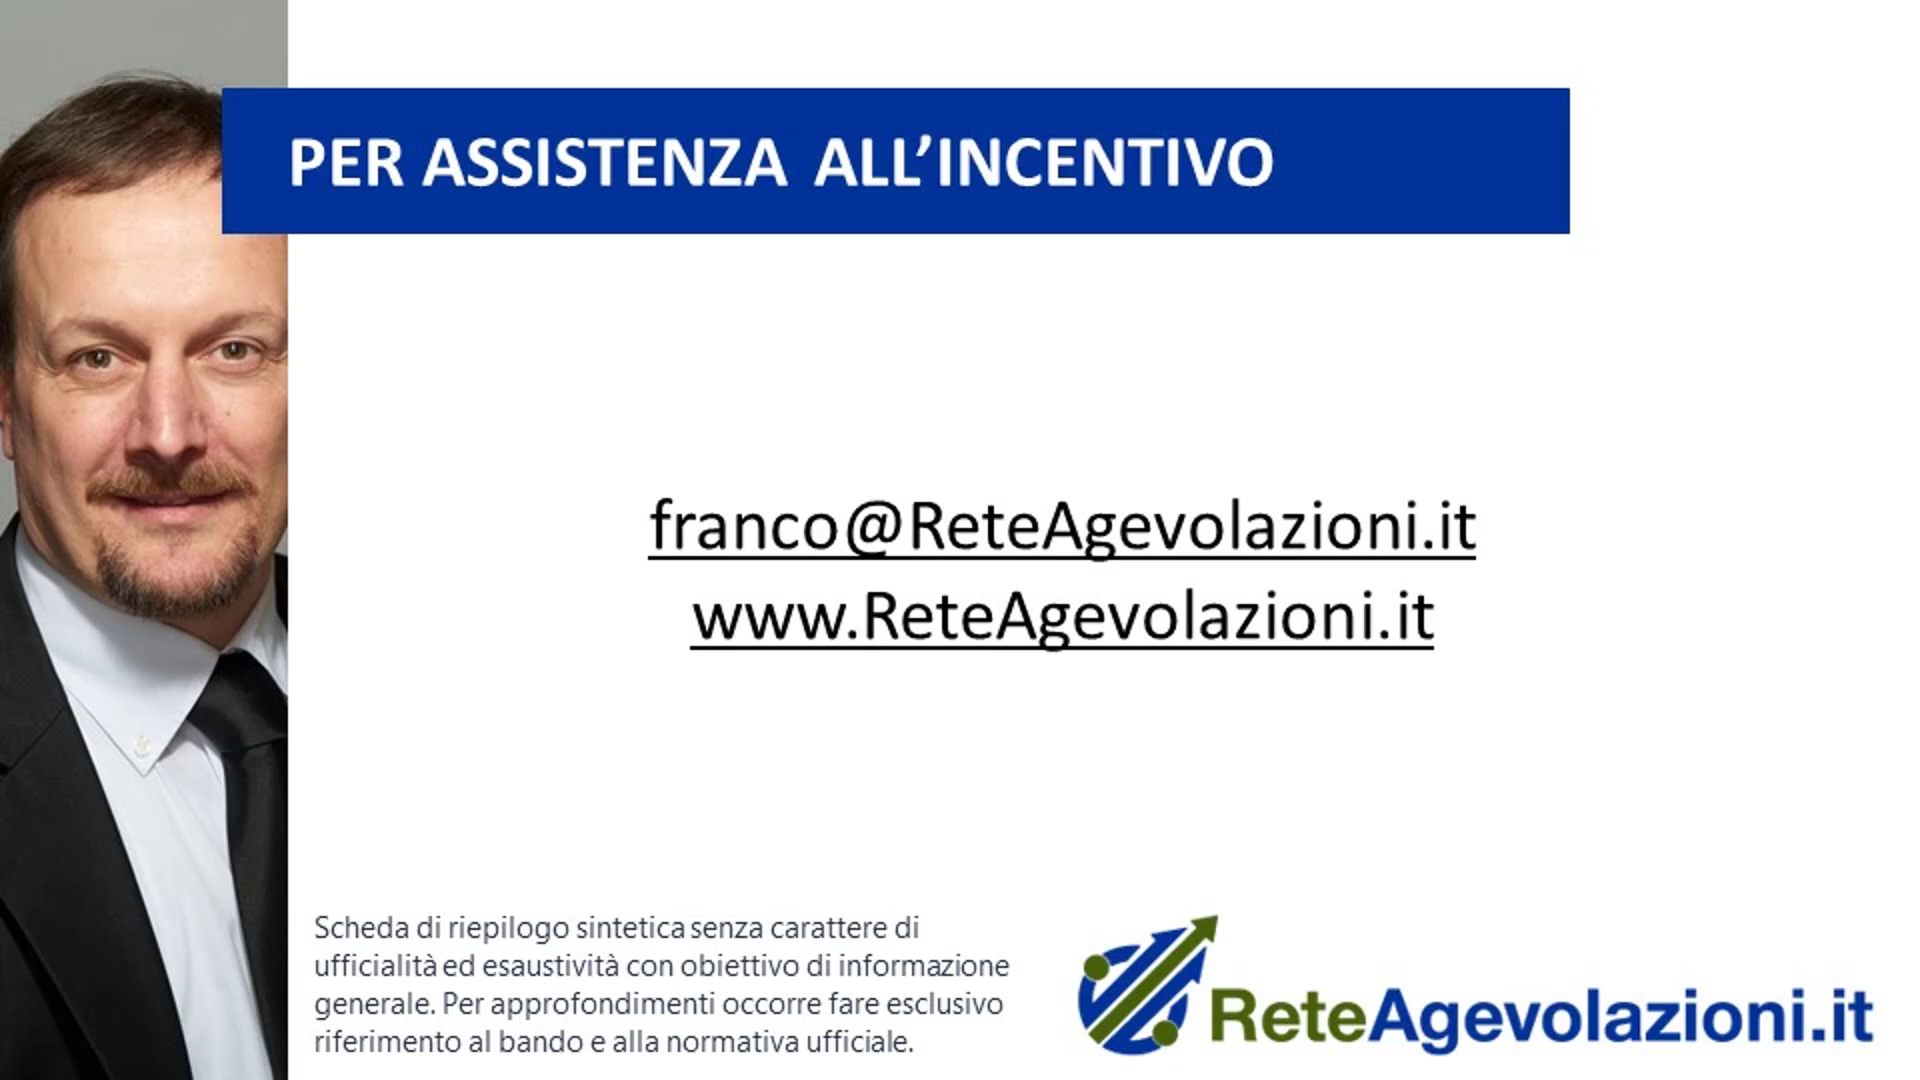 PER ASSISTENZA ALL’INCENTIVO
franco@ReteAgevolazioni.it
www.ReteAgevolazioni.it
Scheda di riepilogo sintetica senza carattere di
ufficialità ed esaustività con obiettivo di informazione
generale. Per approfondimenti occorre fare esclusivo
riferimento al bando e alla normativa ufficiale.
ReteAgevolazioni.it